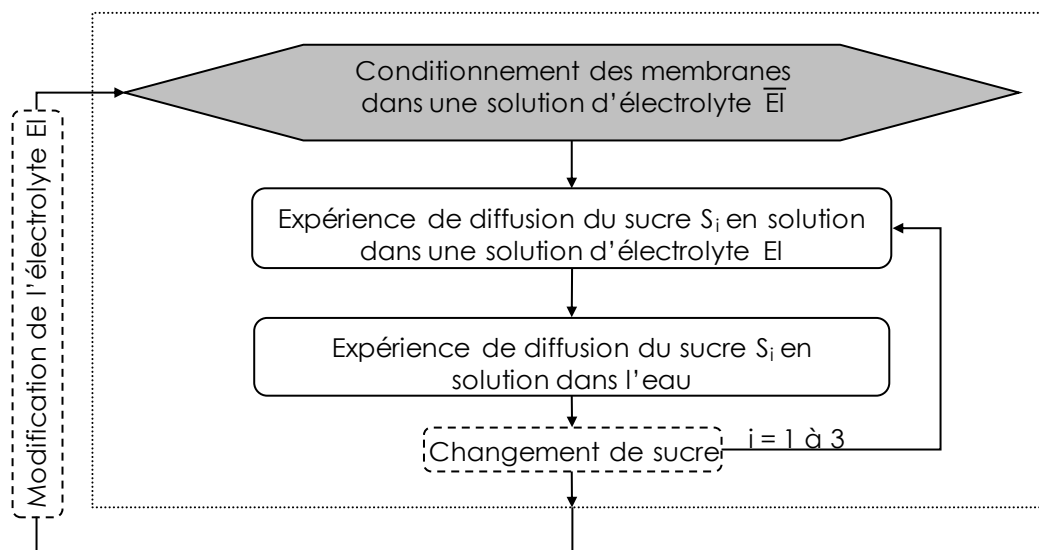 Conditionnement des membranes
dans une solution d'électrolyte E̅l̅
Expérience de diffusion du sucre Sᵢ en solution
dans une solution d'électrolyte El
Expérience de diffusion du sucre Sᵢ en
solution dans l'eau
Changement de sucre
i = 1 à 3
Modification de l'électrolyte El